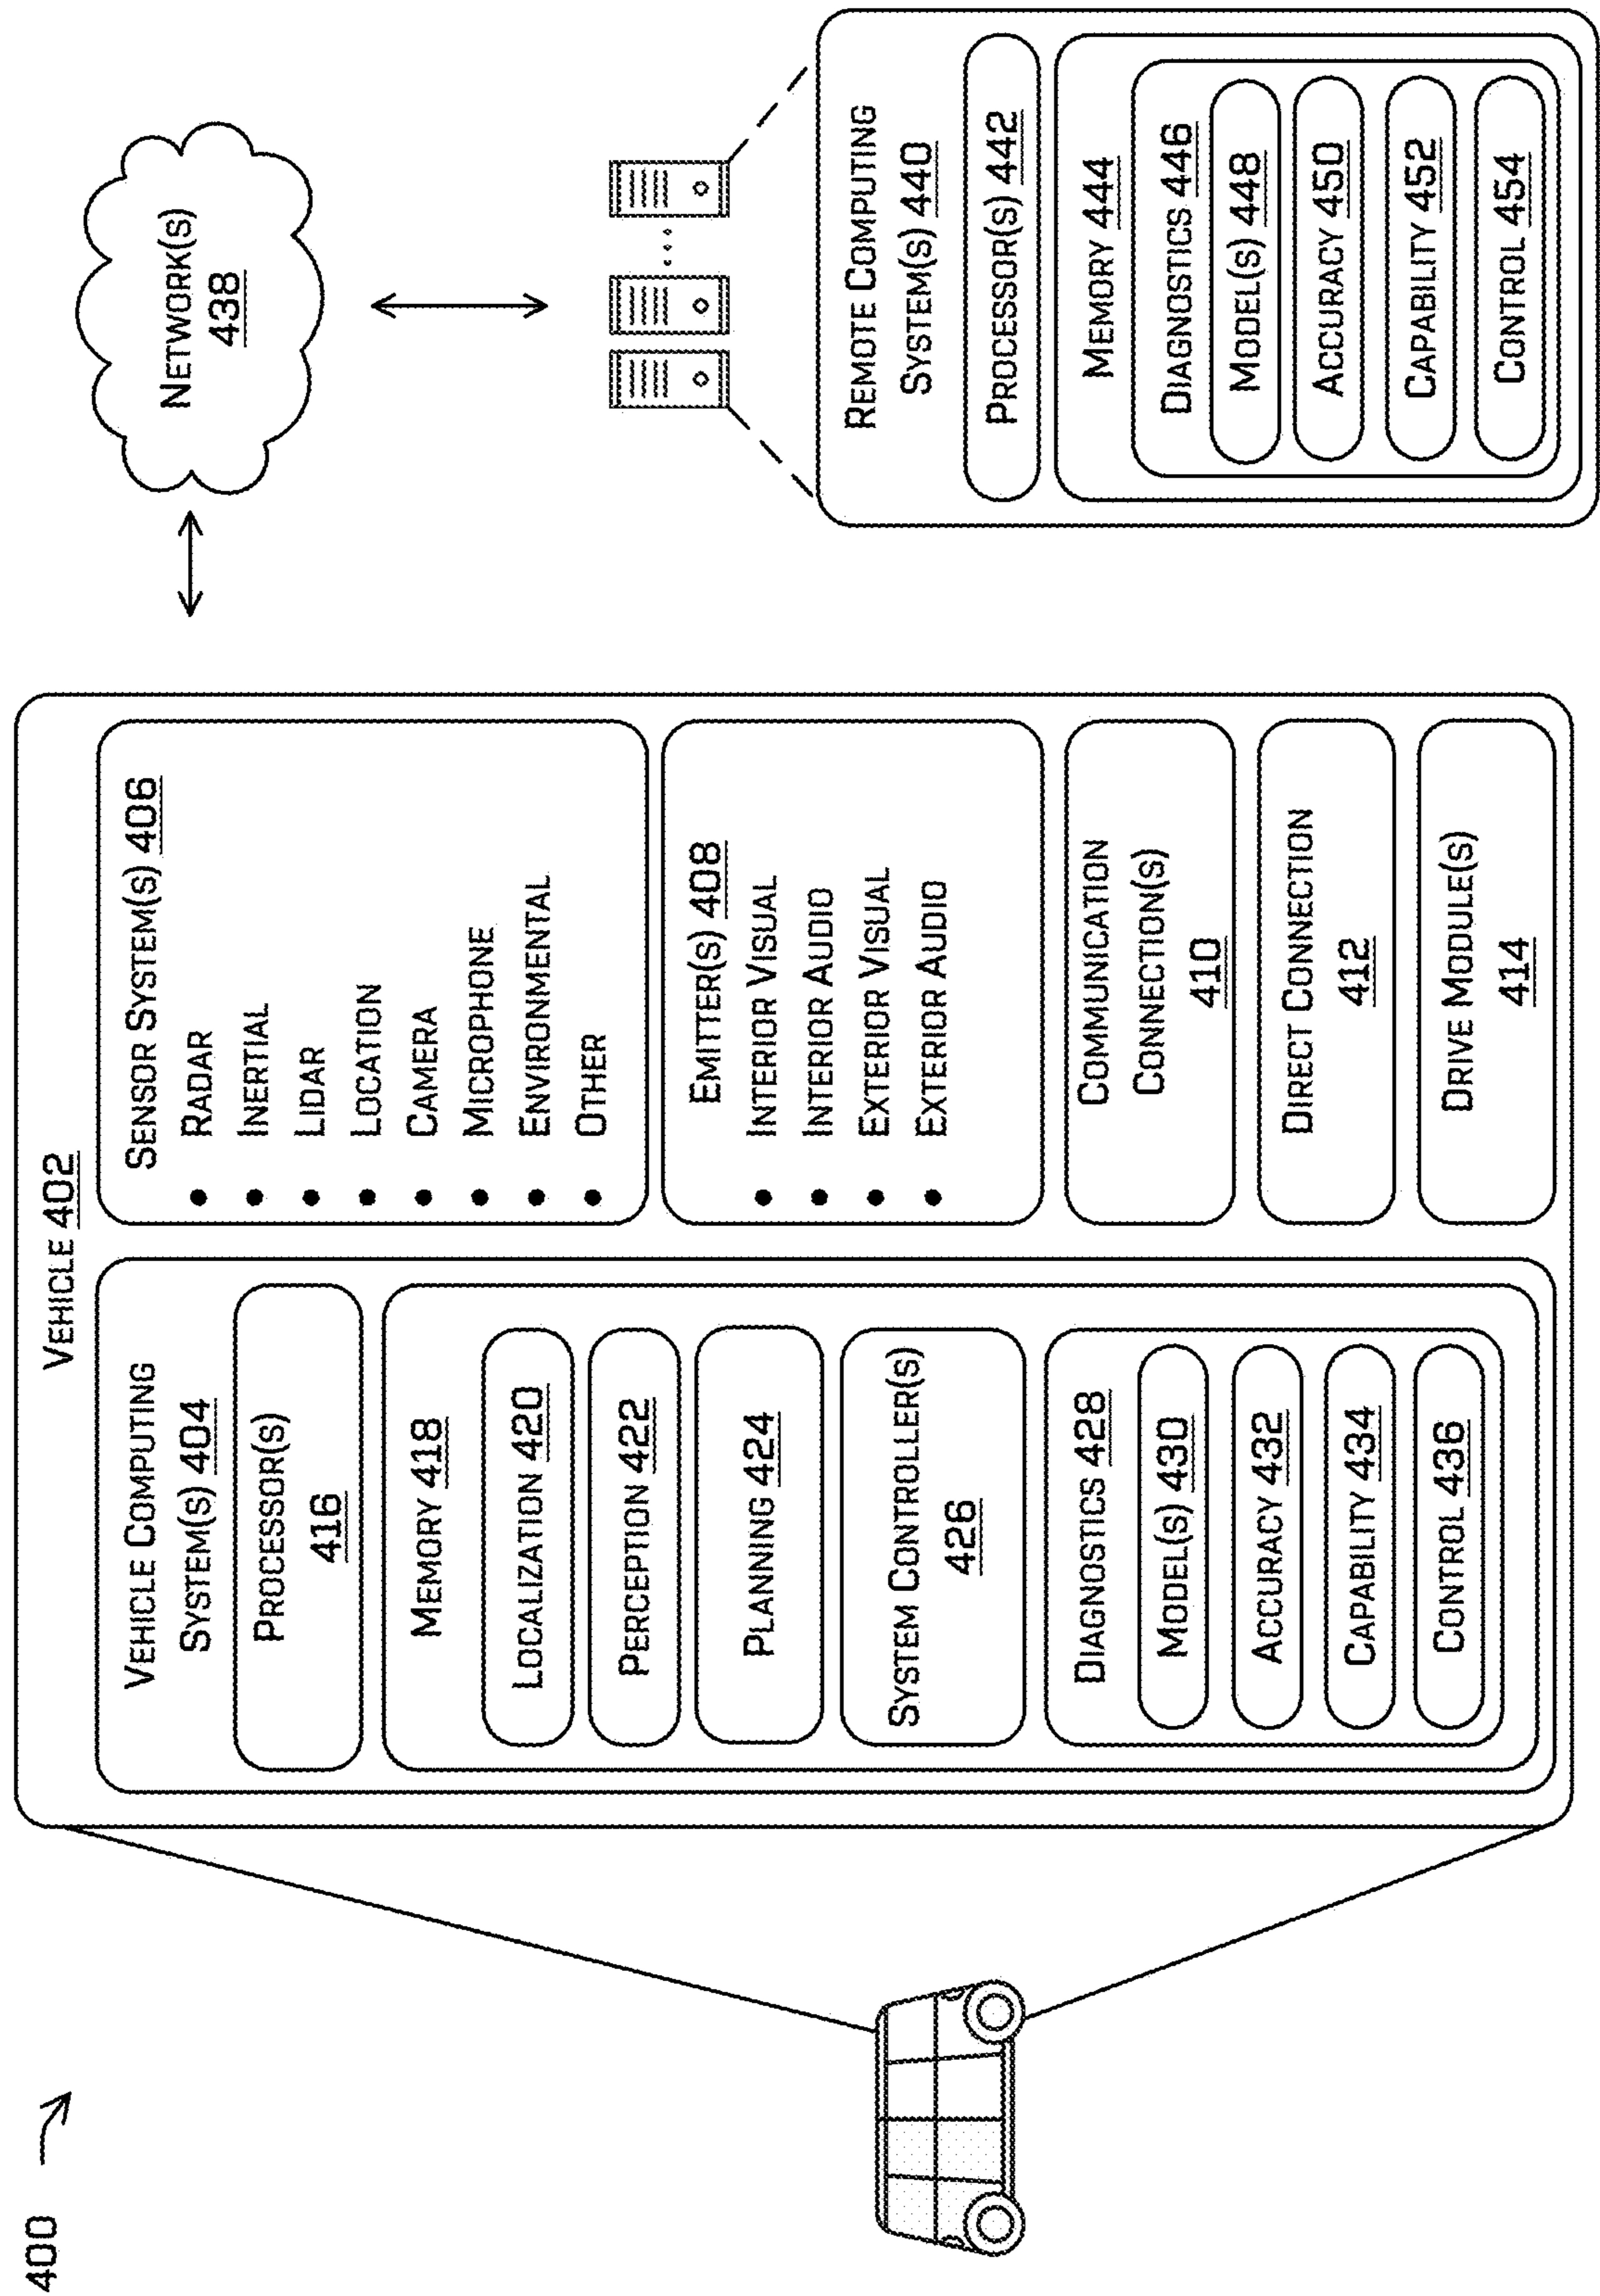 400
VEHICLE 402
VEHICLE COMPUTING
SYSTEM(S) 404
PROCESSOR(S)
416
MEMORY 418
LOCALIZATION 420
PERCEPTION 422
PLANNING 424
SYSTEM CONTROLLER(S)
426
DIAGNOSTICS 428
MODEL(S) 430
ACCURACY 432
CAPABILITY 434
CONTROL 436
SENSOR SYSTEM(S) 406
• RADAR
• INERTIAL
• LIDAR
• LOCATION
• CAMERA
• MICROPHONE
• ENVIRONMENTAL
• OTHER
EMITTER(S) 408
• INTERIOR VISUAL
• INTERIOR AUDIO
• EXTERIOR VISUAL
• EXTERIOR AUDIO
COMMUNICATION
CONNECTION(S)
410
DIRECT CONNECTION
412
DRIVE MODULE(S)
414
NETWORK(S)
438
REMOTE COMPUTING
SYSTEM(S) 440
PROCESSOR(S) 442
MEMORY 444
DIAGNOSTICS 446
MODEL(S) 448
ACCURACY 450
CAPABILITY 452
CONTROL 454